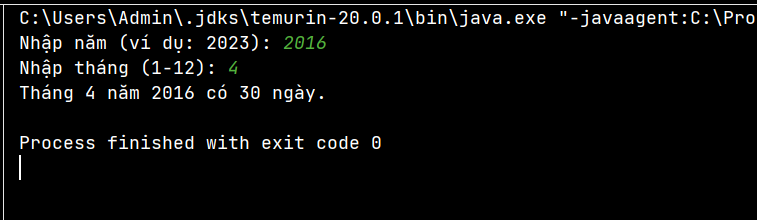 C:\Users\Admin\.jdks\temurin-20.0.1\bin\java.exe "-javaagent:C:\Pro
Nhập năm (ví dụ: 2023): 2016
Nhập tháng (1-12): 4
Tháng 4 năm 2016 có 30 ngày.
Process finished with exit code 0